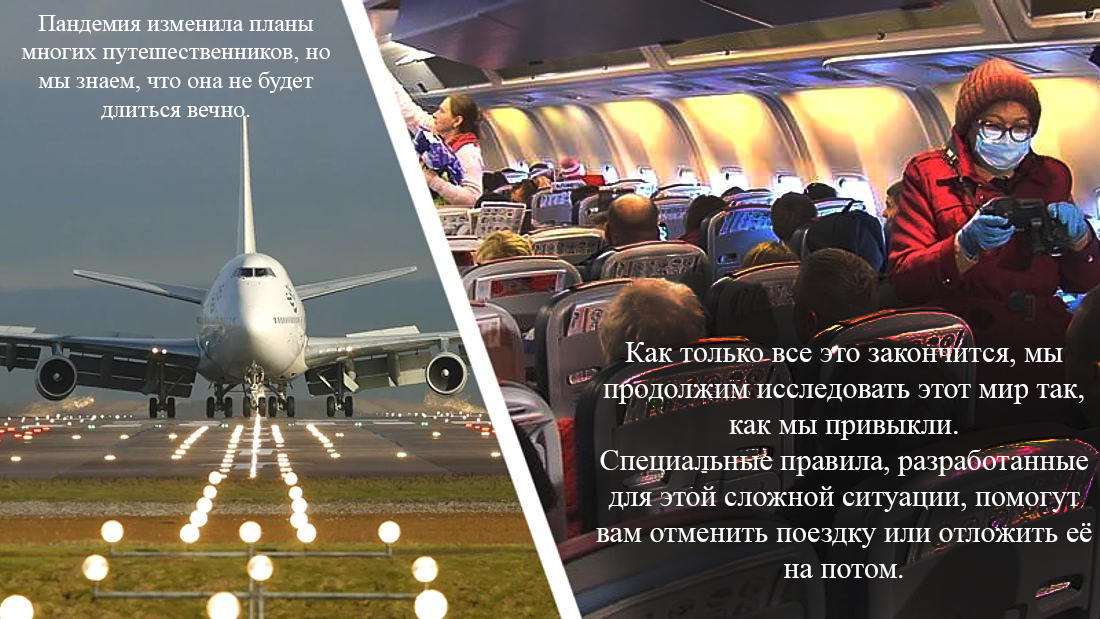 Пандемия изменила планы
многих путешественников, но
мы знаем, что она не будет
длиться вечно.
Как только все это закончится, мы
продолжим исследовать этот мир так,
как мы привыкли.
Специальные правила, разработанные
для этой сложной ситуации, помогут
вам отменить поездку или отложить её
на потом.